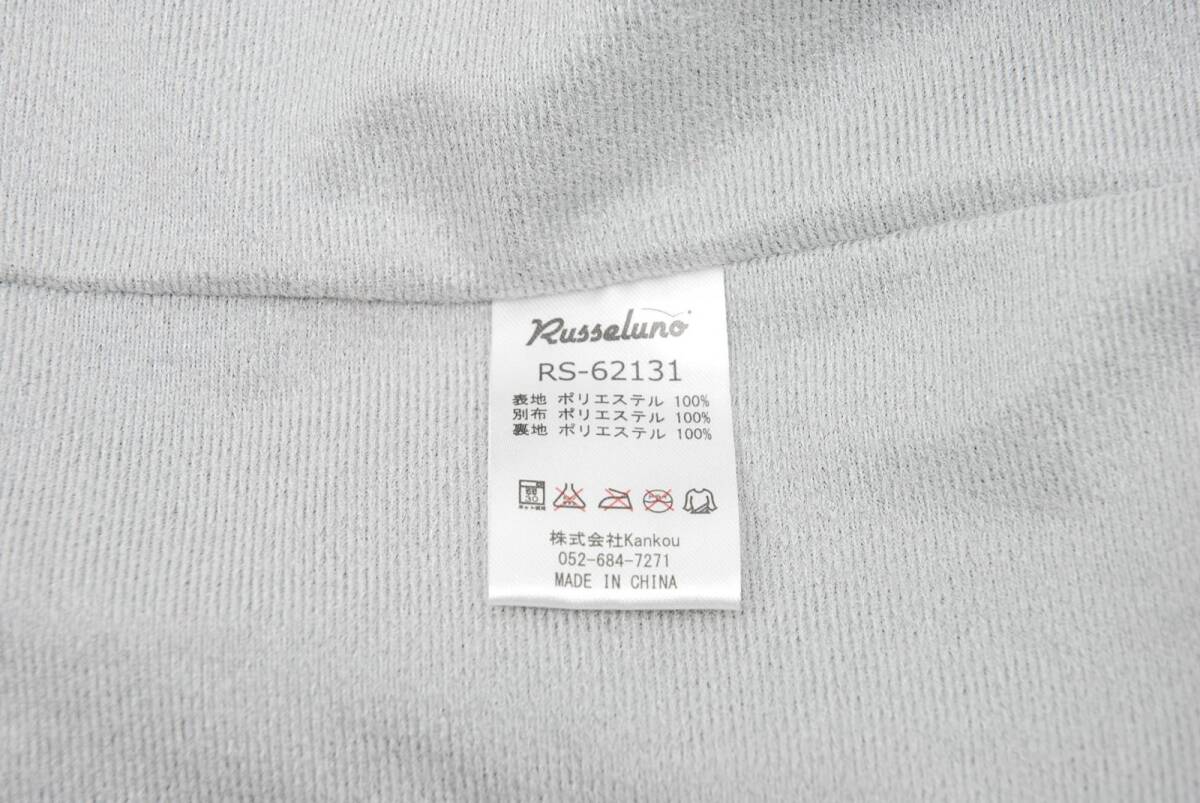 Russeluno
RS-62131
表地 ポリエステル 100%
別布 ポリエステル 100%
裏地 ポリエステル 100%
30
株式会社Kankou
052-684-7271
MADE IN CHINA